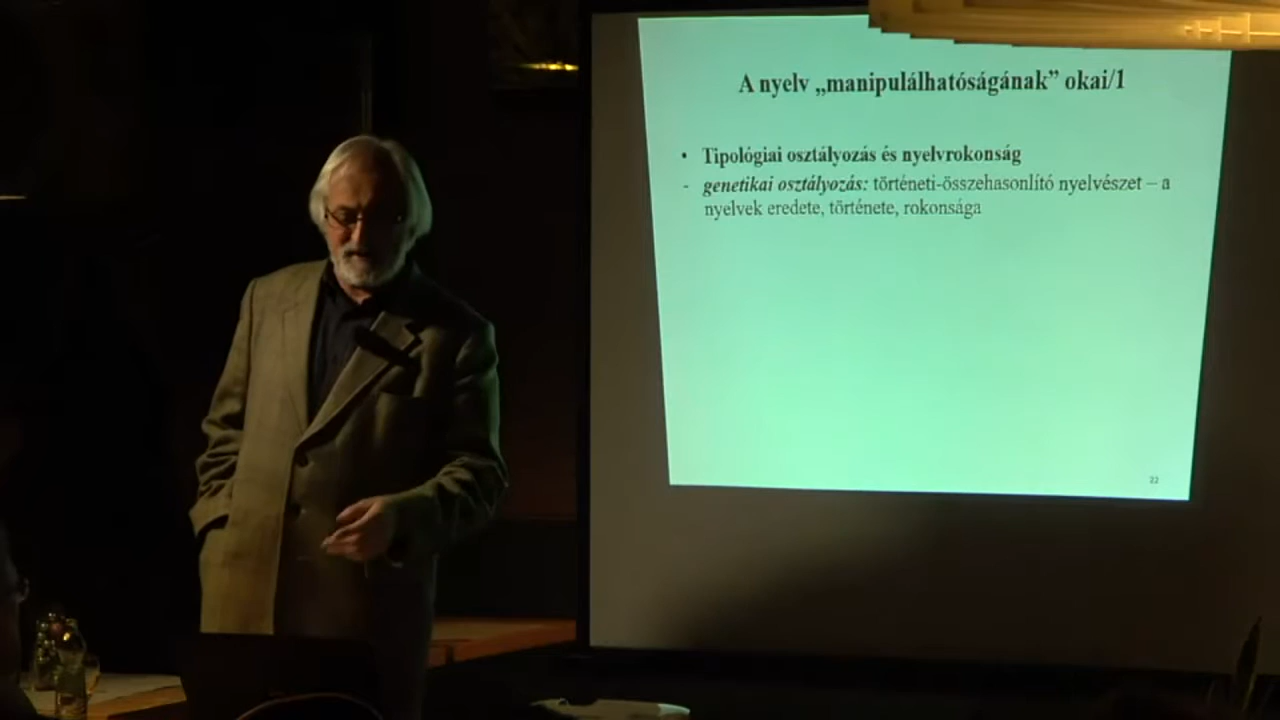 A nyelv „manipulálhatóságának” okai/1
• Tipológiai osztályozás és nyelvrokonság
- genetikai osztályozás: történeti-összehasonlító nyelvészet – a
nyelvek eredete, története, rokonsága
22